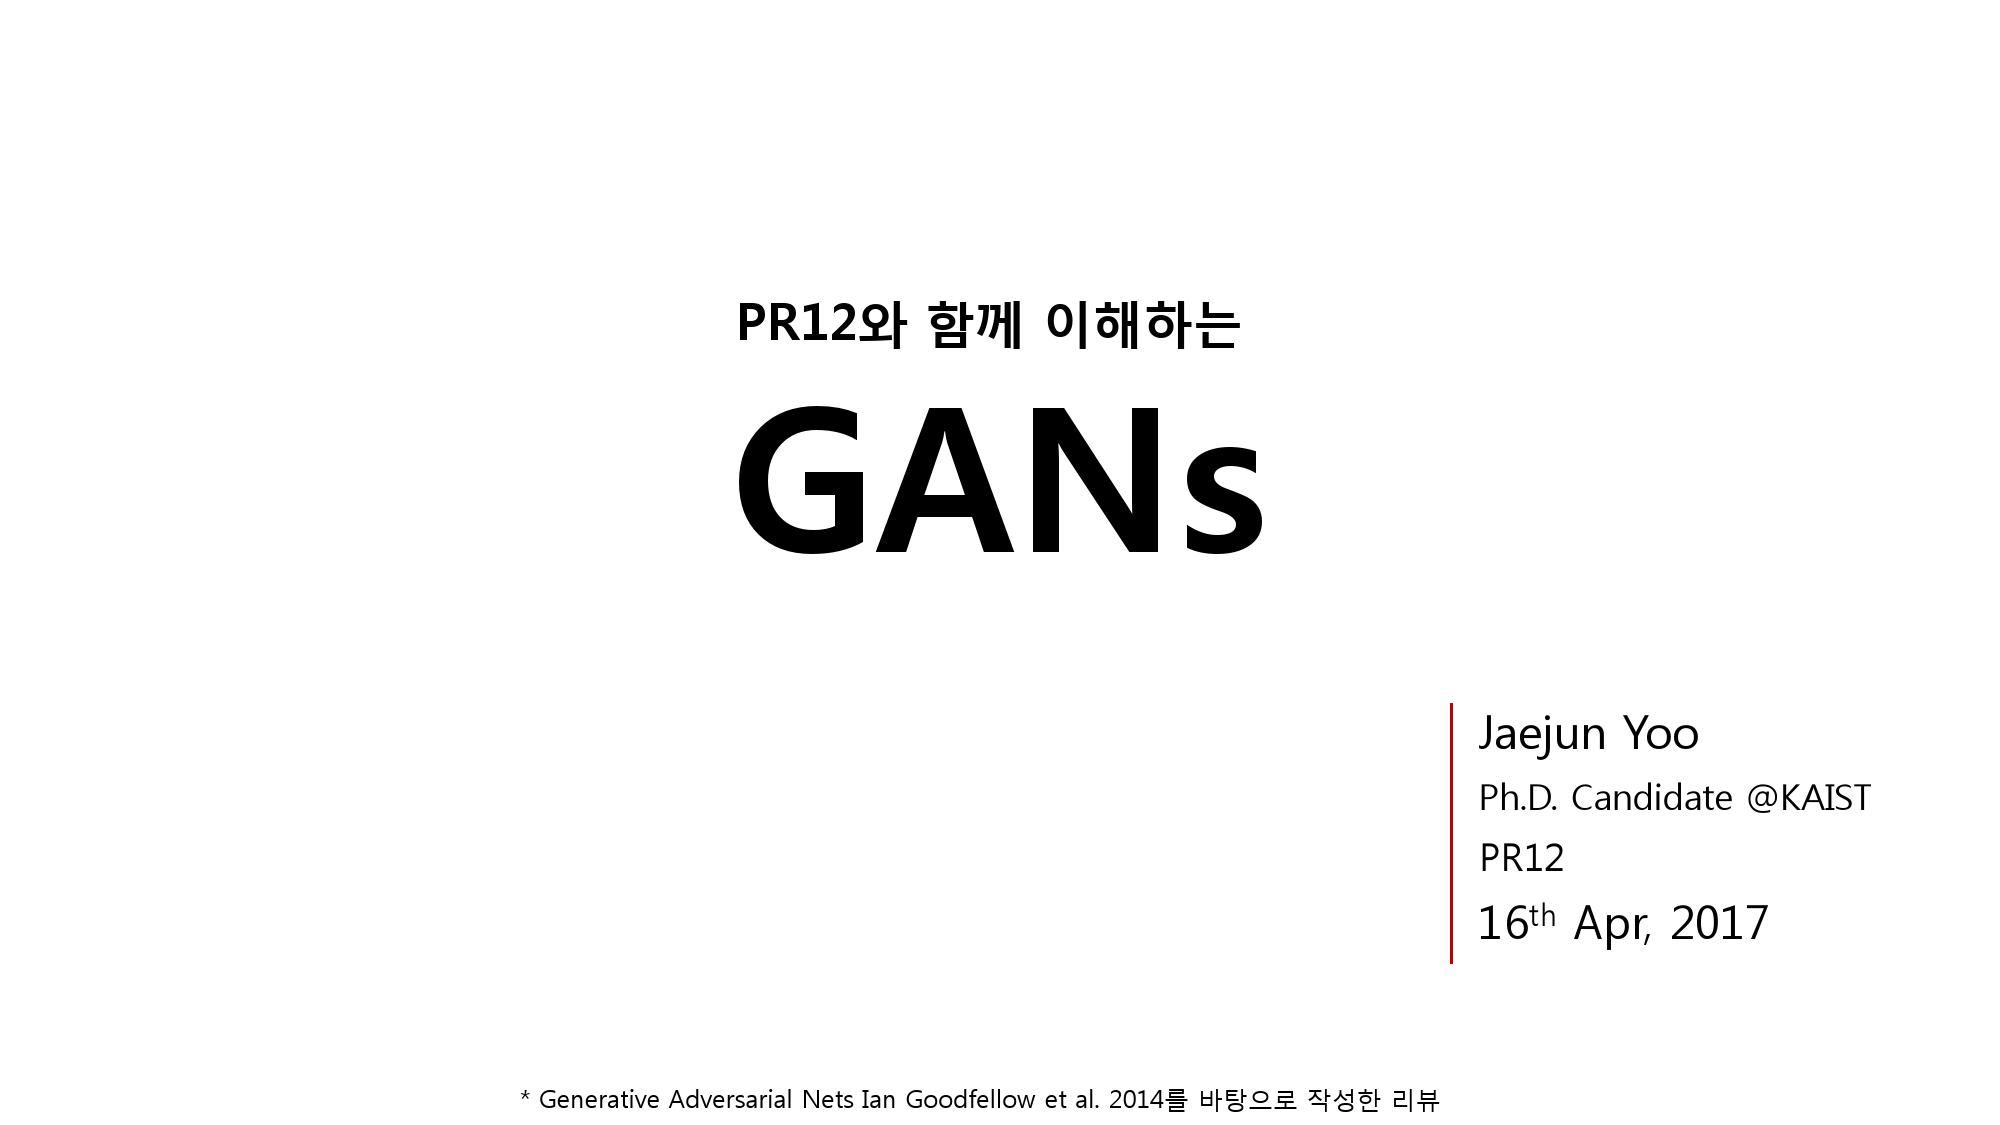 PR12와 함께 이해하는
GANs
Jaejun Yoo
Ph.D. Candidate @KAIST
PR12
16th Apr, 2017
* Generative Adversarial Nets Ian Goodfellow et al. 2014를 바탕으로 작성한 리뷰